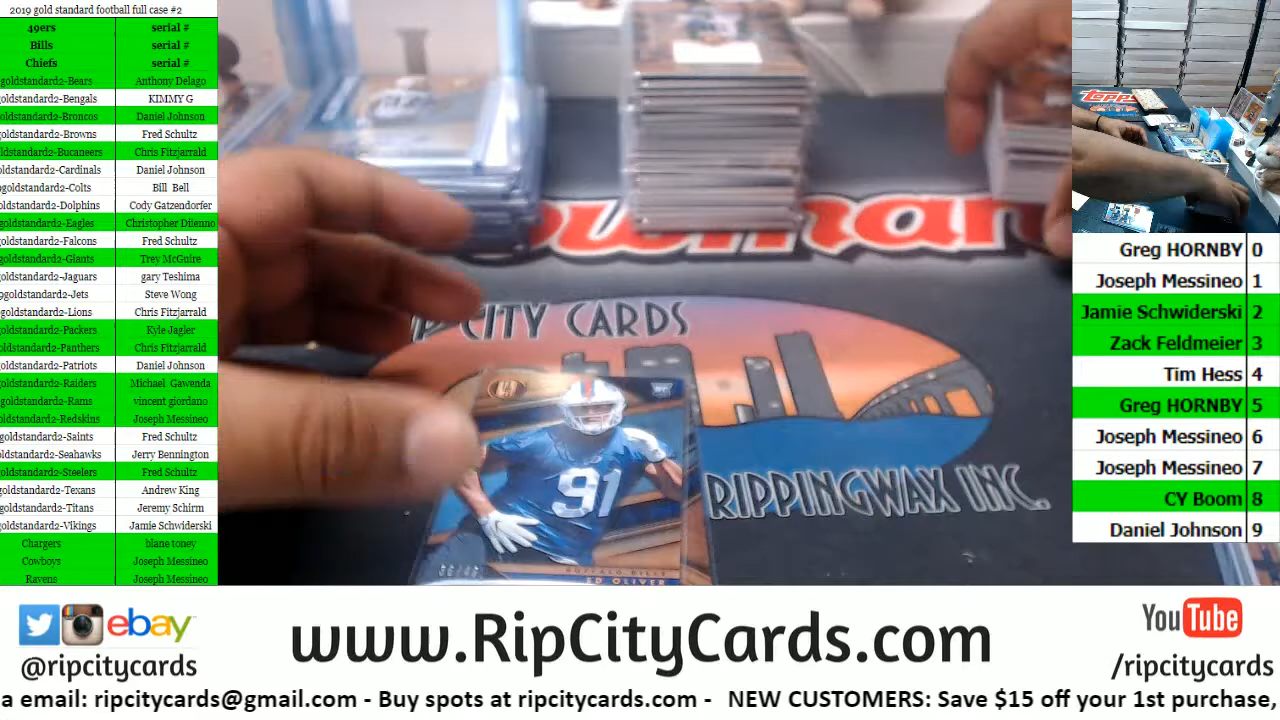 2019 gold standard football full case #2
49ers serial #
Bills serial #
Chiefs serial #
goldstandard2-Bears Anthony Delago
goldstandard2-Bengals KIMMY G
goldstandard2-Broncos Daniel Johnson
goldstandard2-Browns Fred Schultz
ldstandard2-Bucaneers Chris Fitzjarrald
goldstandard2-Cardinals Daniel Johnson
9goldstandard2-Colts Bill Bell
goldstandard2-Dolphins Cody Gatzendorfer
goldstandard2-Eagles Christopher Diienno
goldstandard2-Falcons Fred Schultz
goldstandard2-Giants Trey McGuire
goldstandard2-Jaguars gary Teshima
9goldstandard2-Jets Steve Wong
goldstandard2-Lions Chris Fitzjarrald
goldstandard2-Packers Kyle Jagler
goldstandard2-Panthers Chris Fitzjarrald
goldstandard2-Patriots Daniel Johnson
goldstandard2-Raiders Michael Gawenda
goldstandard2-Rams vincent giordano
goldstandard2-Redskins Joseph Messineo
goldstandard2-Saints Fred Schultz
oldstandard2-Seahawks Jerry Bennington
goldstandard2-Steelers Fred Schultz
goldstandard2-Texans Andrew King
goldstandard2-Titans Jeremy Schirm
goldstandard2-Vikings Jamie Schwiderski
Chargers blane toney
Cowboys Joseph Messineo
Ravens Joseph Messineo
Topps
Bowman
P CITY CARDS
RIPPINGWAX INC.
91
BUFFALO BILLS
ED OLIVER
Greg HORNBY 0
Joseph Messineo 1
Jamie Schwiderski 2
Zack Feldmeier 3
Tim Hess 4
Greg HORNBY 5
Joseph Messineo 6
Joseph Messineo 7
CY Boom 8
Daniel Johnson 9
ebay
@ripcitycards
www.RipCityCards.com
YouTube
/ripcitycards
a email: ripcitycards@gmail.com - Buy spots at ripcitycards.com - NEW CUSTOMERS: Save $15 off your 1st purchase,